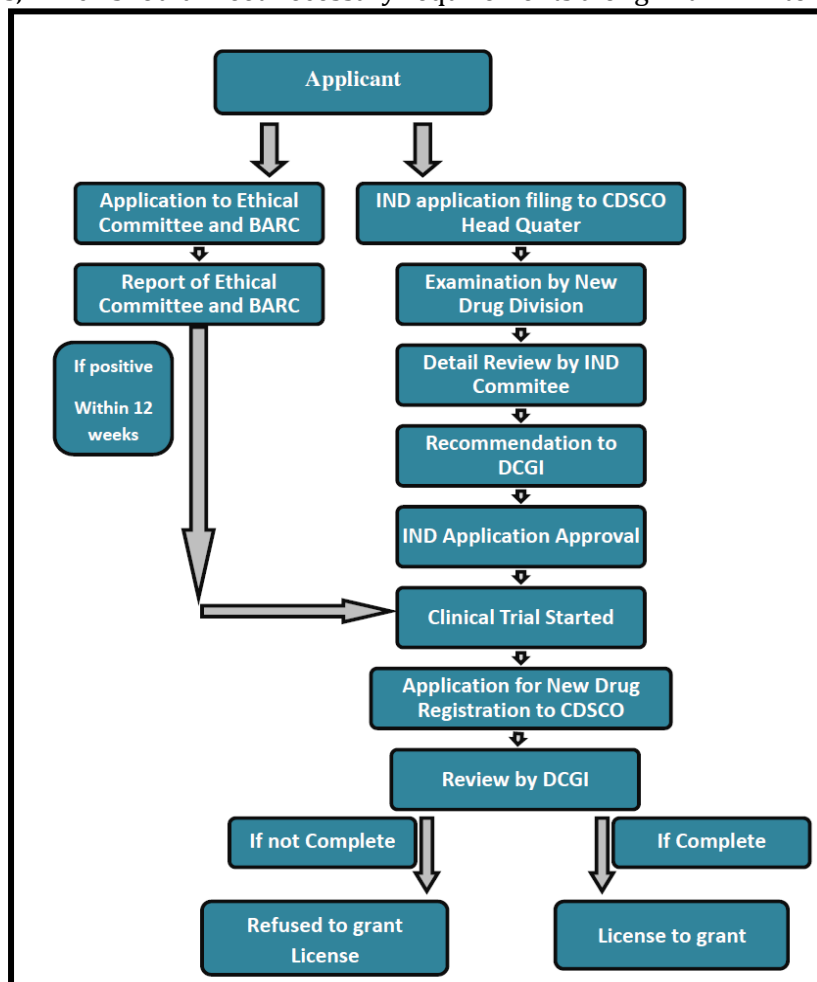 Applicant
Application to Ethical
Committee and BARC
IND application filing to CDSCO
Head Quater
Report of Ethical
Committee and BARC
Examination by New
Drug Division
If positive
Within 12
weeks
Detail Review by IND
Commitee
Recommendation to
DCGI
IND Application Approval
Clinical Trial Started
Application for New Drug
Registration to CDSCO
Review by DCGI
If not Complete
If Complete
Refused to grant
License
License to grant